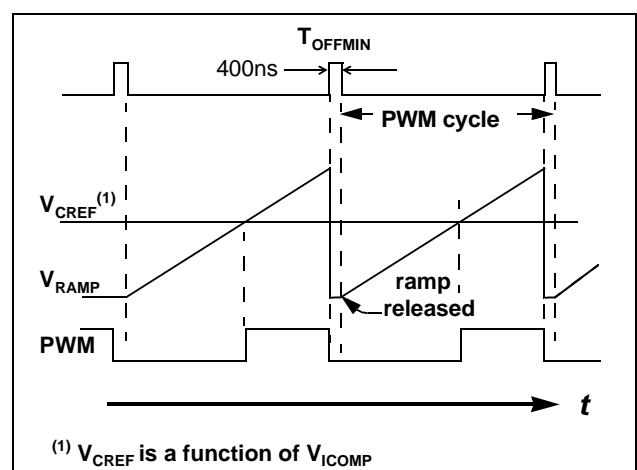 TOFFMIN
400ns
PWM cycle
VCREF(1)
VRAMP
ramp
released
PWM
t
(1) VCREF is a function of VICOMP